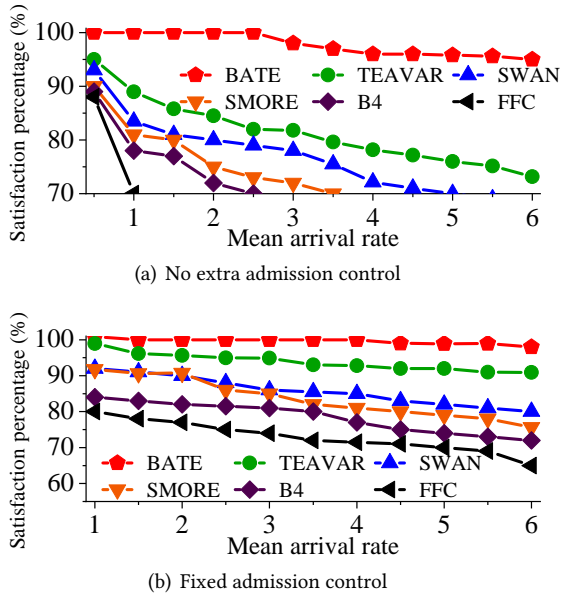 Satisfaction percentage (%)
100
90
80
70
BATE TEAVAR SWAN
SMORE B4 FFC
1 2 3 4 5 6
Mean arrival rate
(a) No extra admission control
Satisfaction percentage (%)
100
90
80
70
60
BATE TEAVAR SWAN
SMORE B4 FFC
1 2 3 4 5 6
Mean arrival rate
(b) Fixed admission control